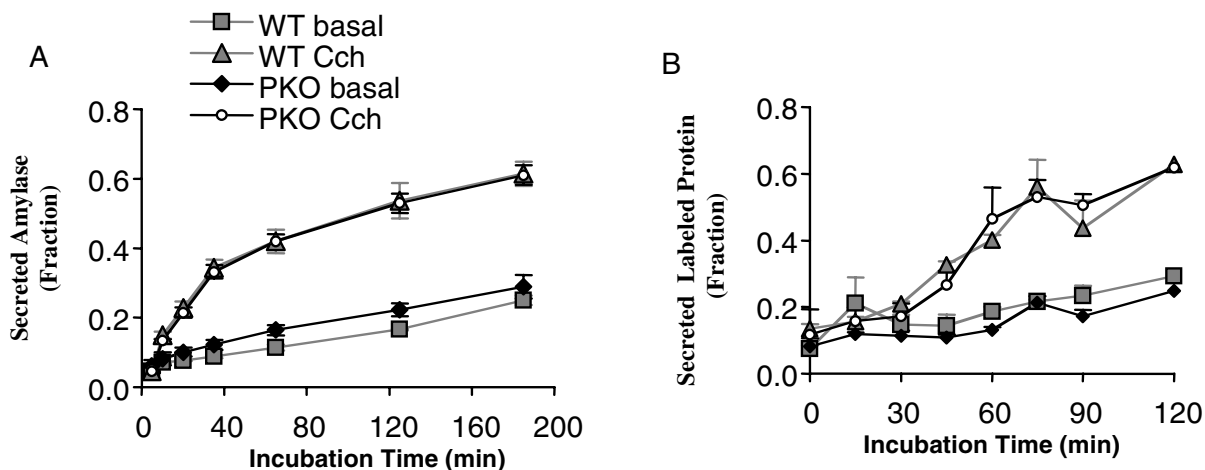 WT basal
WT Cch
PKO basal
PKO Cch
A
0.8
0.6
0.4
0.2
0.0
Secreted Amylase
(Fraction)
0 40 80 120 160 200
Incubation Time (min)
B
0.8
0.6
0.4
0.2
0.0
Secreted Labeled Protein
(Fraction)
0 30 60 90 120
Incubation Time (min)